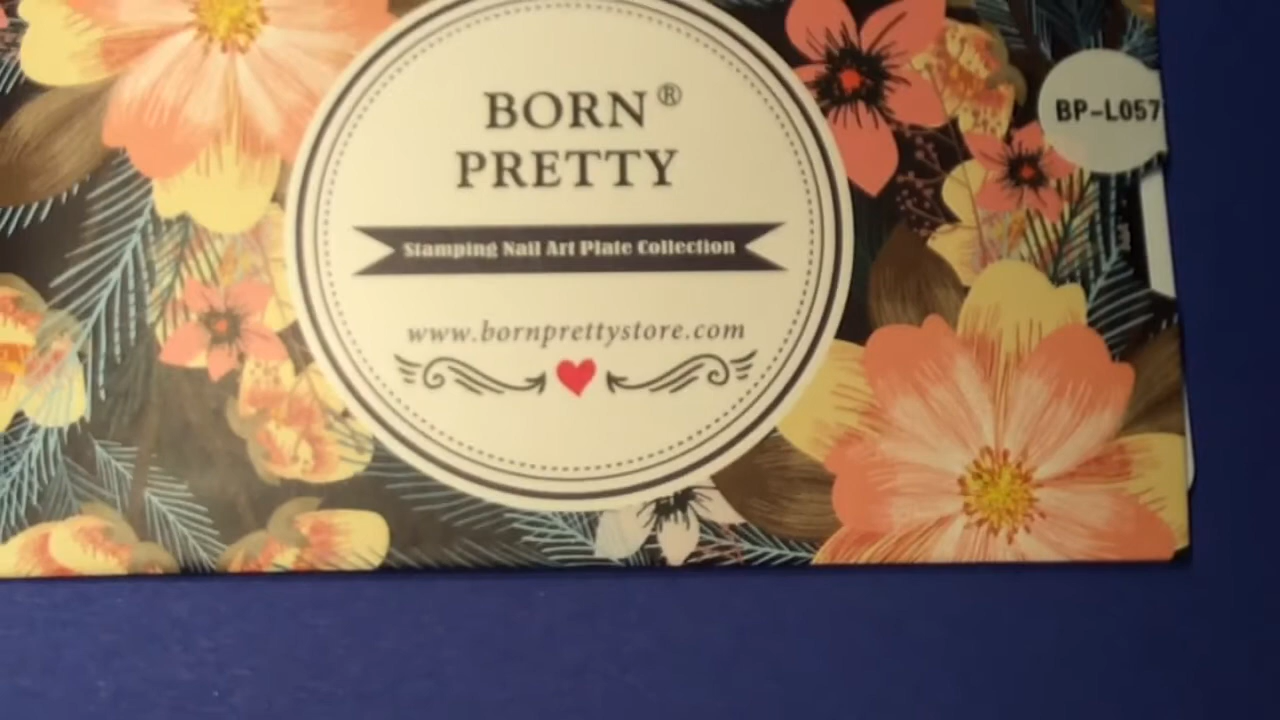 BORN®
PRETTY
Stamping Nail Art Plate Collection
www.bornprettystore.com
BP-L057